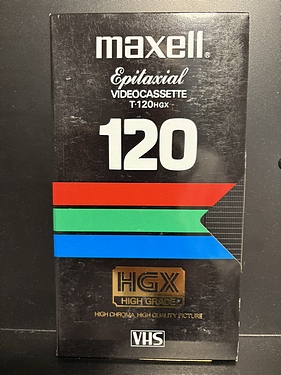 maxell®
Epitaxial
VIDEOCASSETTE
T-120HGX
120
HGX
HIGH GRADE
HIGH CHROMA, HIGH QUALITY PICTURE
VHS